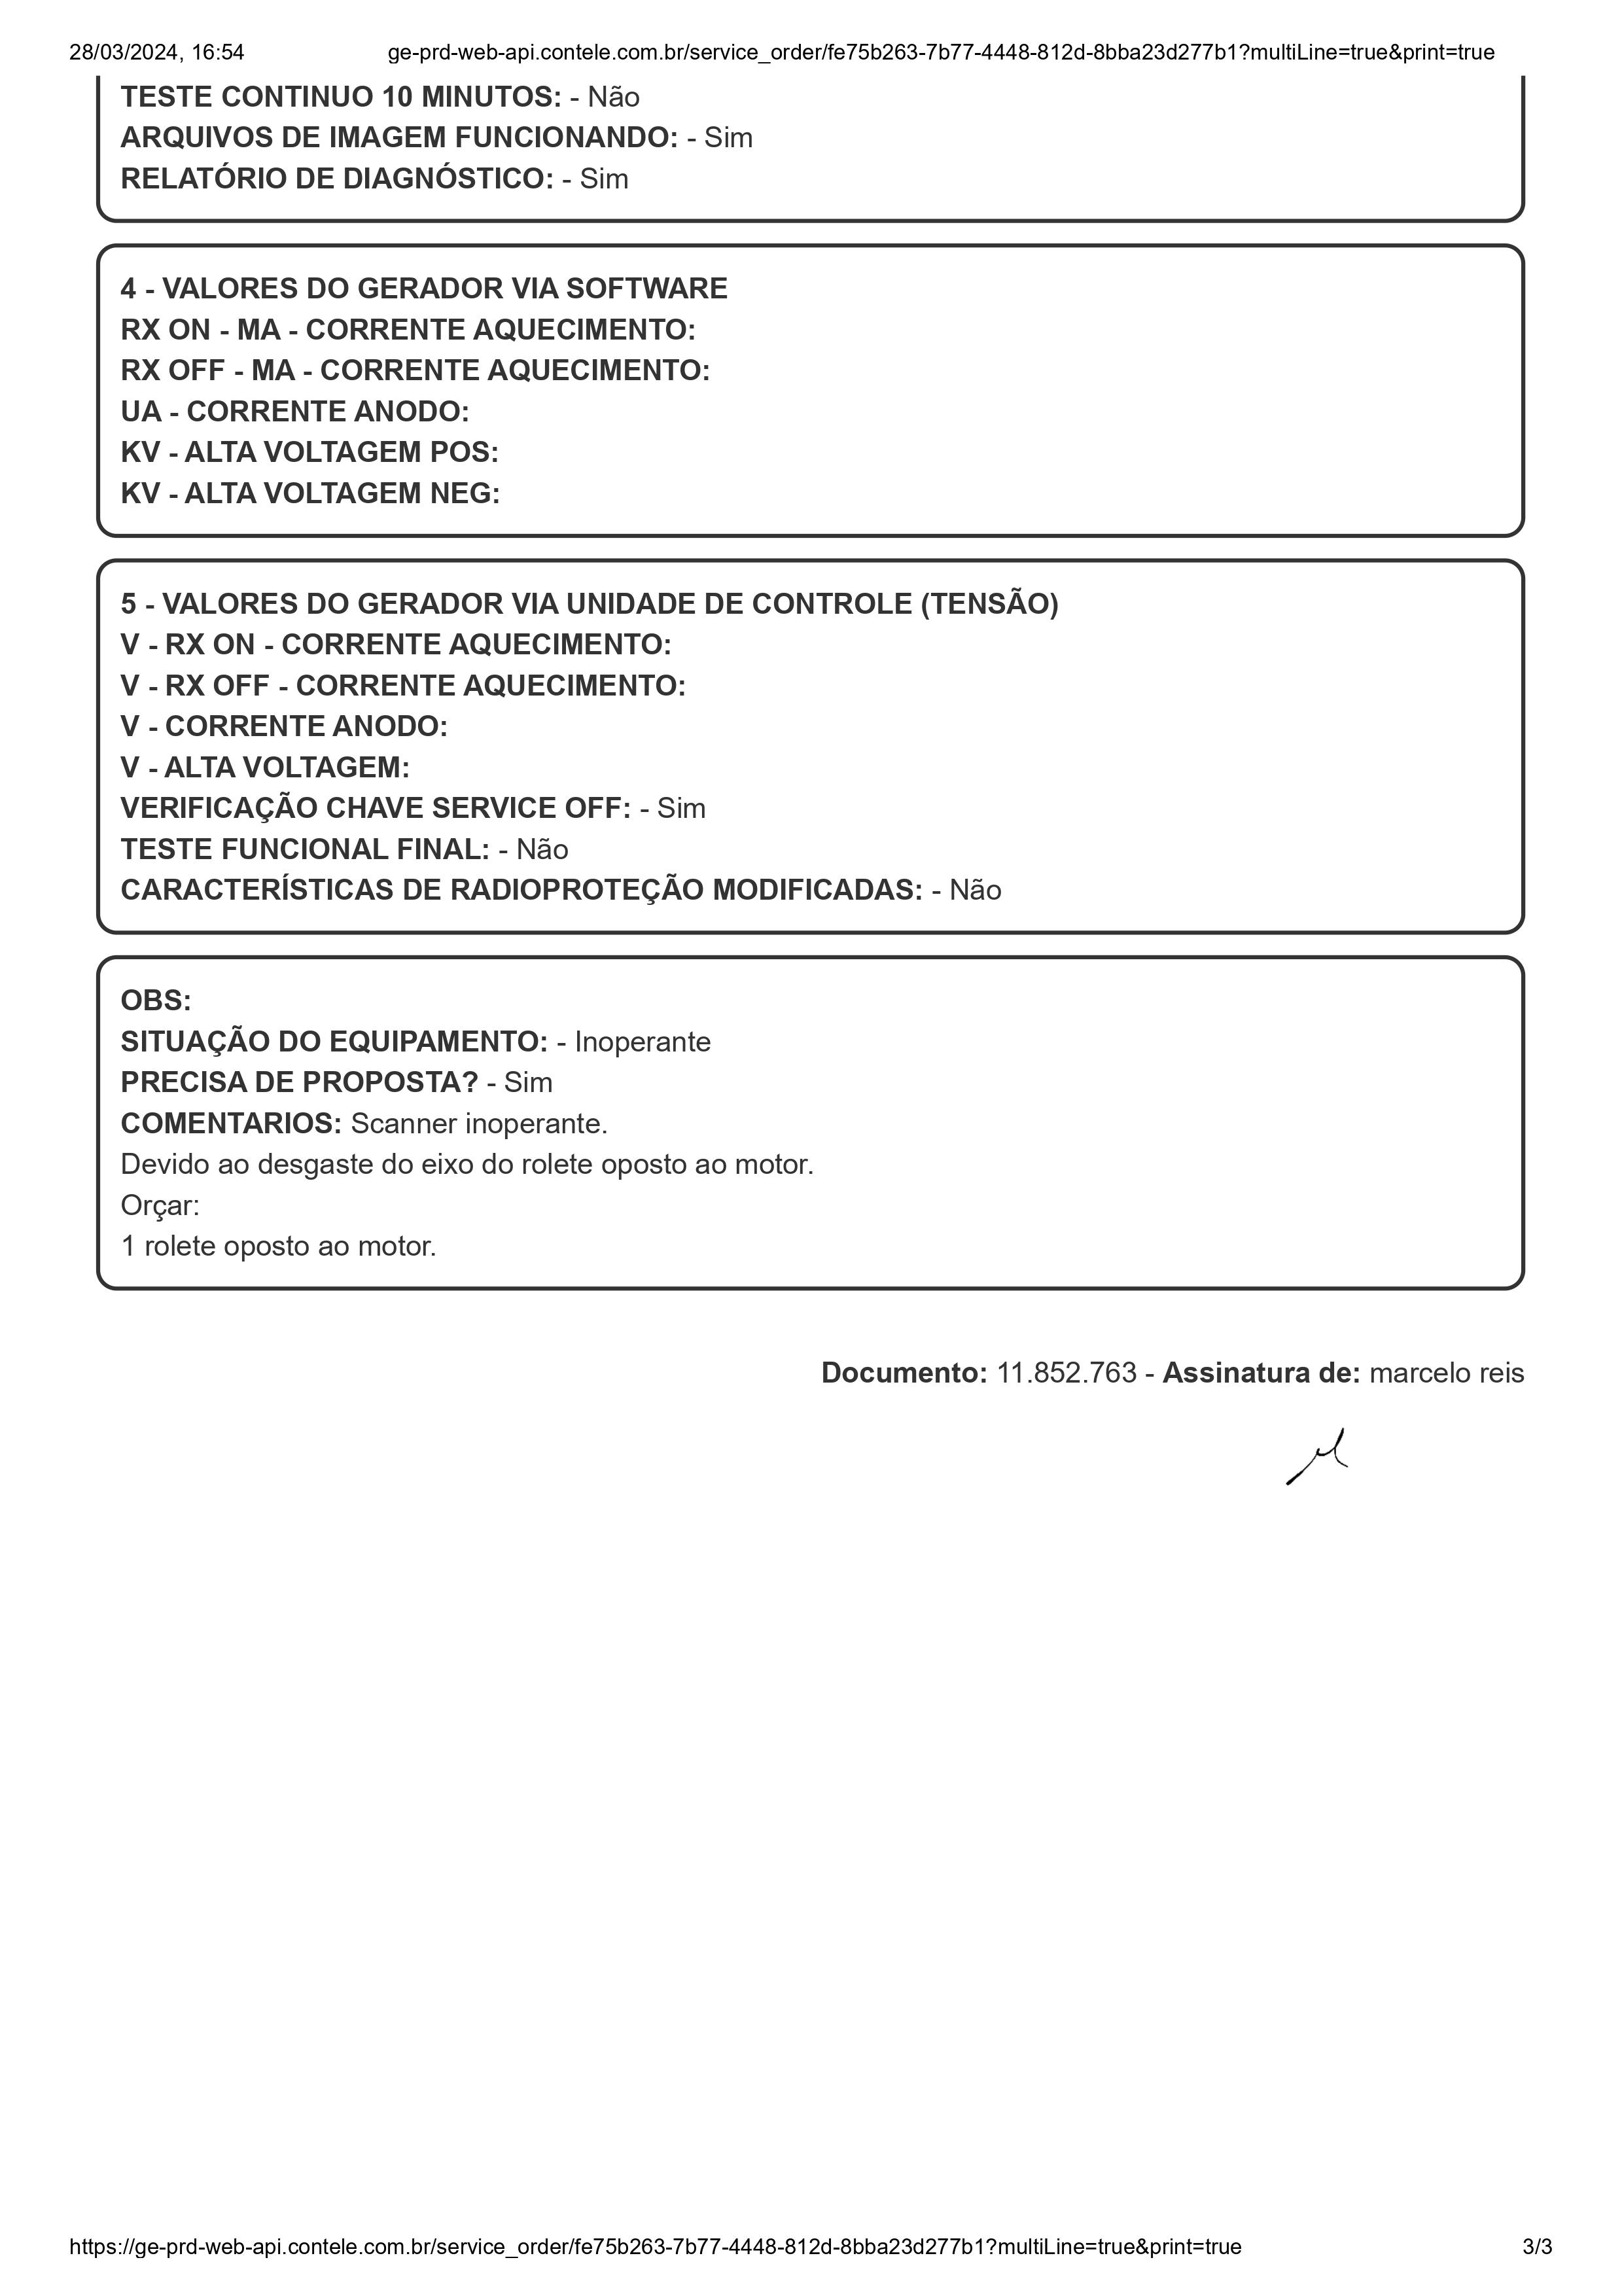 28/03/2024, 16:54 ge-prd-web-api.contele.com.br/service_order/fe75b263-7b77-4448-812d-8bba23d277b1?multiLine=true&print=true
TESTE CONTINUO 10 MINUTOS: - Não
ARQUIVOS DE IMAGEM FUNCIONANDO: - Sim
RELATÓRIO DE DIAGNÓSTICO: - Sim
4 - VALORES DO GERADOR VIA SOFTWARE
RX ON - MA - CORRENTE AQUECIMENTO:
RX OFF - MA - CORRENTE AQUECIMENTO:
UA - CORRENTE ANODO:
KV - ALTA VOLTAGEM POS:
KV - ALTA VOLTAGEM NEG:
5 - VALORES DO GERADOR VIA UNIDADE DE CONTROLE (TENSÃO)
V - RX ON - CORRENTE AQUECIMENTO:
V - RX OFF - CORRENTE AQUECIMENTO:
V - CORRENTE ANODO:
V - ALTA VOLTAGEM:
VERIFICAÇÃO CHAVE SERVICE OFF: - Sim
TESTE FUNCIONAL FINAL: - Não
CARACTERÍSTICAS DE RADIOPROTEÇÃO MODIFICADAS: - Não
OBS:
SITUAÇÃO DO EQUIPAMENTO: - Inoperante
PRECISA DE PROPOSTA? - Sim
COMENTARIOS: Scanner inoperante.
Devido ao desgaste do eixo do rolete oposto ao motor.
Orçar:
1 rolete oposto ao motor.
Documento: 11.852.763 - Assinatura de: marcelo reis
https://ge-prd-web-api.contele.com.br/service_order/fe75b263-7b77-4448-812d-8bba23d277b1?multiLine=true&print=true 3/3